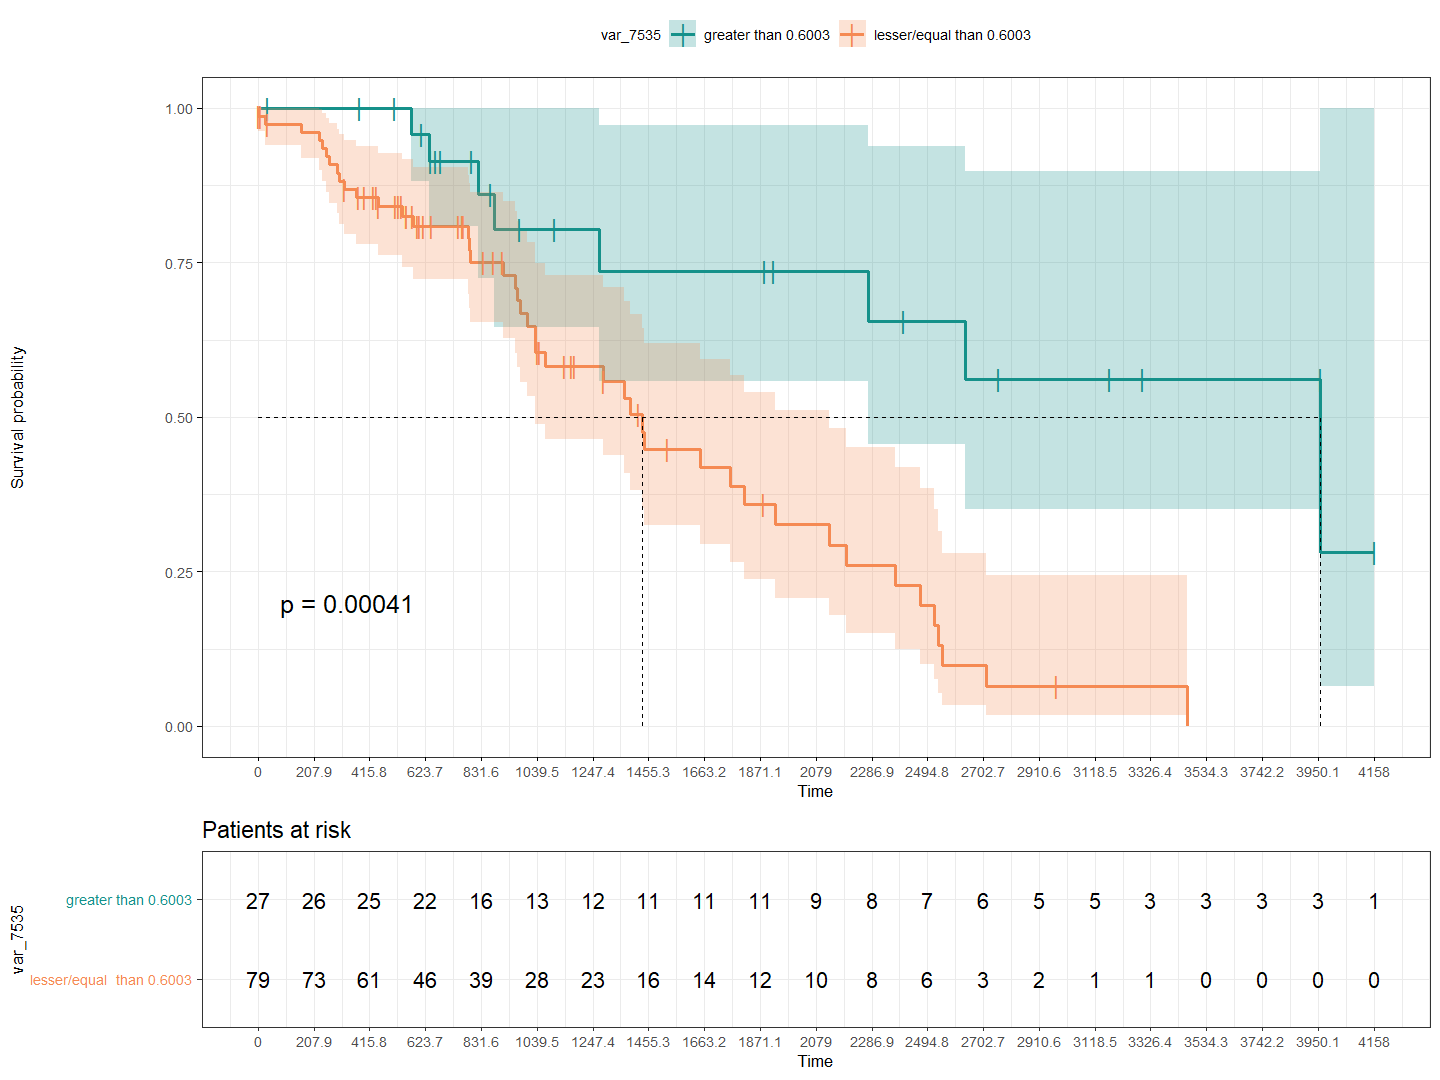 var_7535 greater than 0.6003 lesser/equal than 0.6003
Survival probability
1.00
0.75
0.50
0.25
0.00
p = 0.00041
0 207.9 415.8 623.7 831.6 1039.5 1247.4 1455.3 1663.2 1871.1 2079 2286.9 2494.8 2702.7 2910.6 3118.5 3326.4 3534.3 3742.2 3950.1 4158
Time
Patients at risk
var_7535
greater than 0.6003 27 26 25 22 16 13 12 11 11 11 9 8 7 6 5 5 3 3 3 3 1
lesser/equal  than 0.6003 79 73 61 46 39 28 23 16 14 12 10 8 6 3 2 1 1 0 0 0 0
0 207.9 415.8 623.7 831.6 1039.5 1247.4 1455.3 1663.2 1871.1 2079 2286.9 2494.8 2702.7 2910.6 3118.5 3326.4 3534.3 3742.2 3950.1 4158
Time